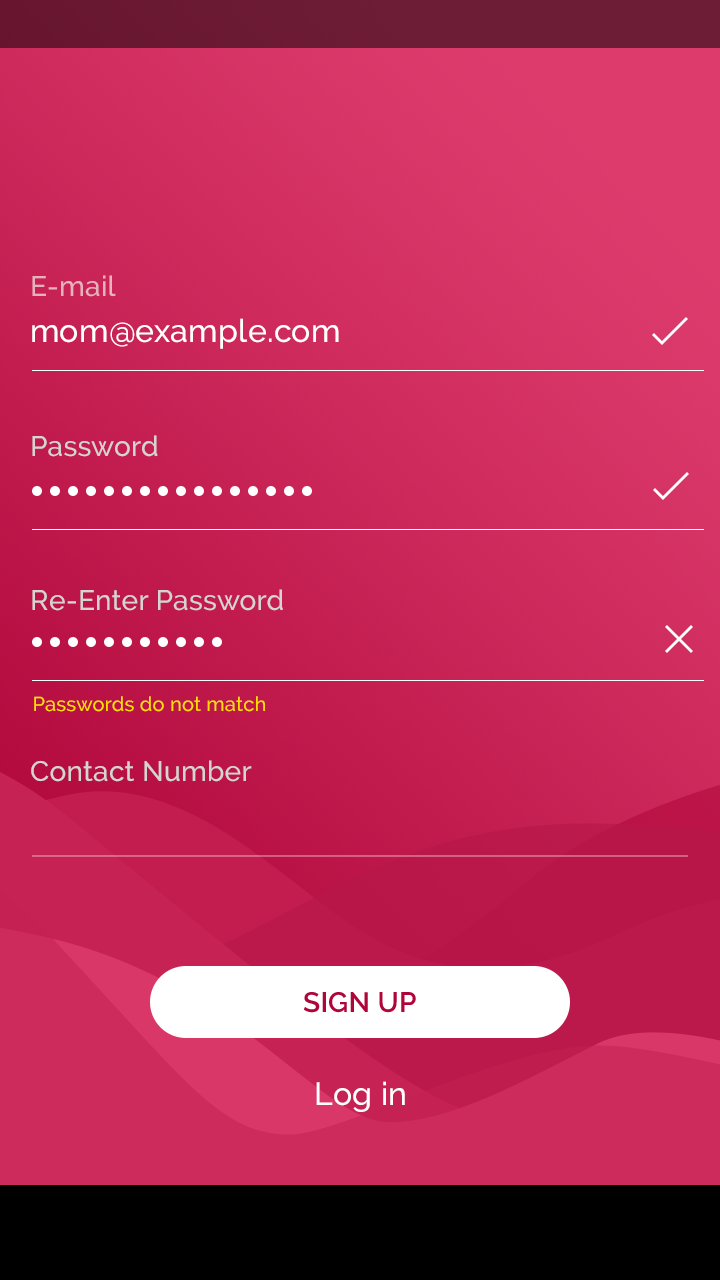 E-mail
mom@example.com
Password
••••••••••••••••
Re-Enter Password
•••••••••••
Passwords do not match
Contact Number
SIGN UP
Log in